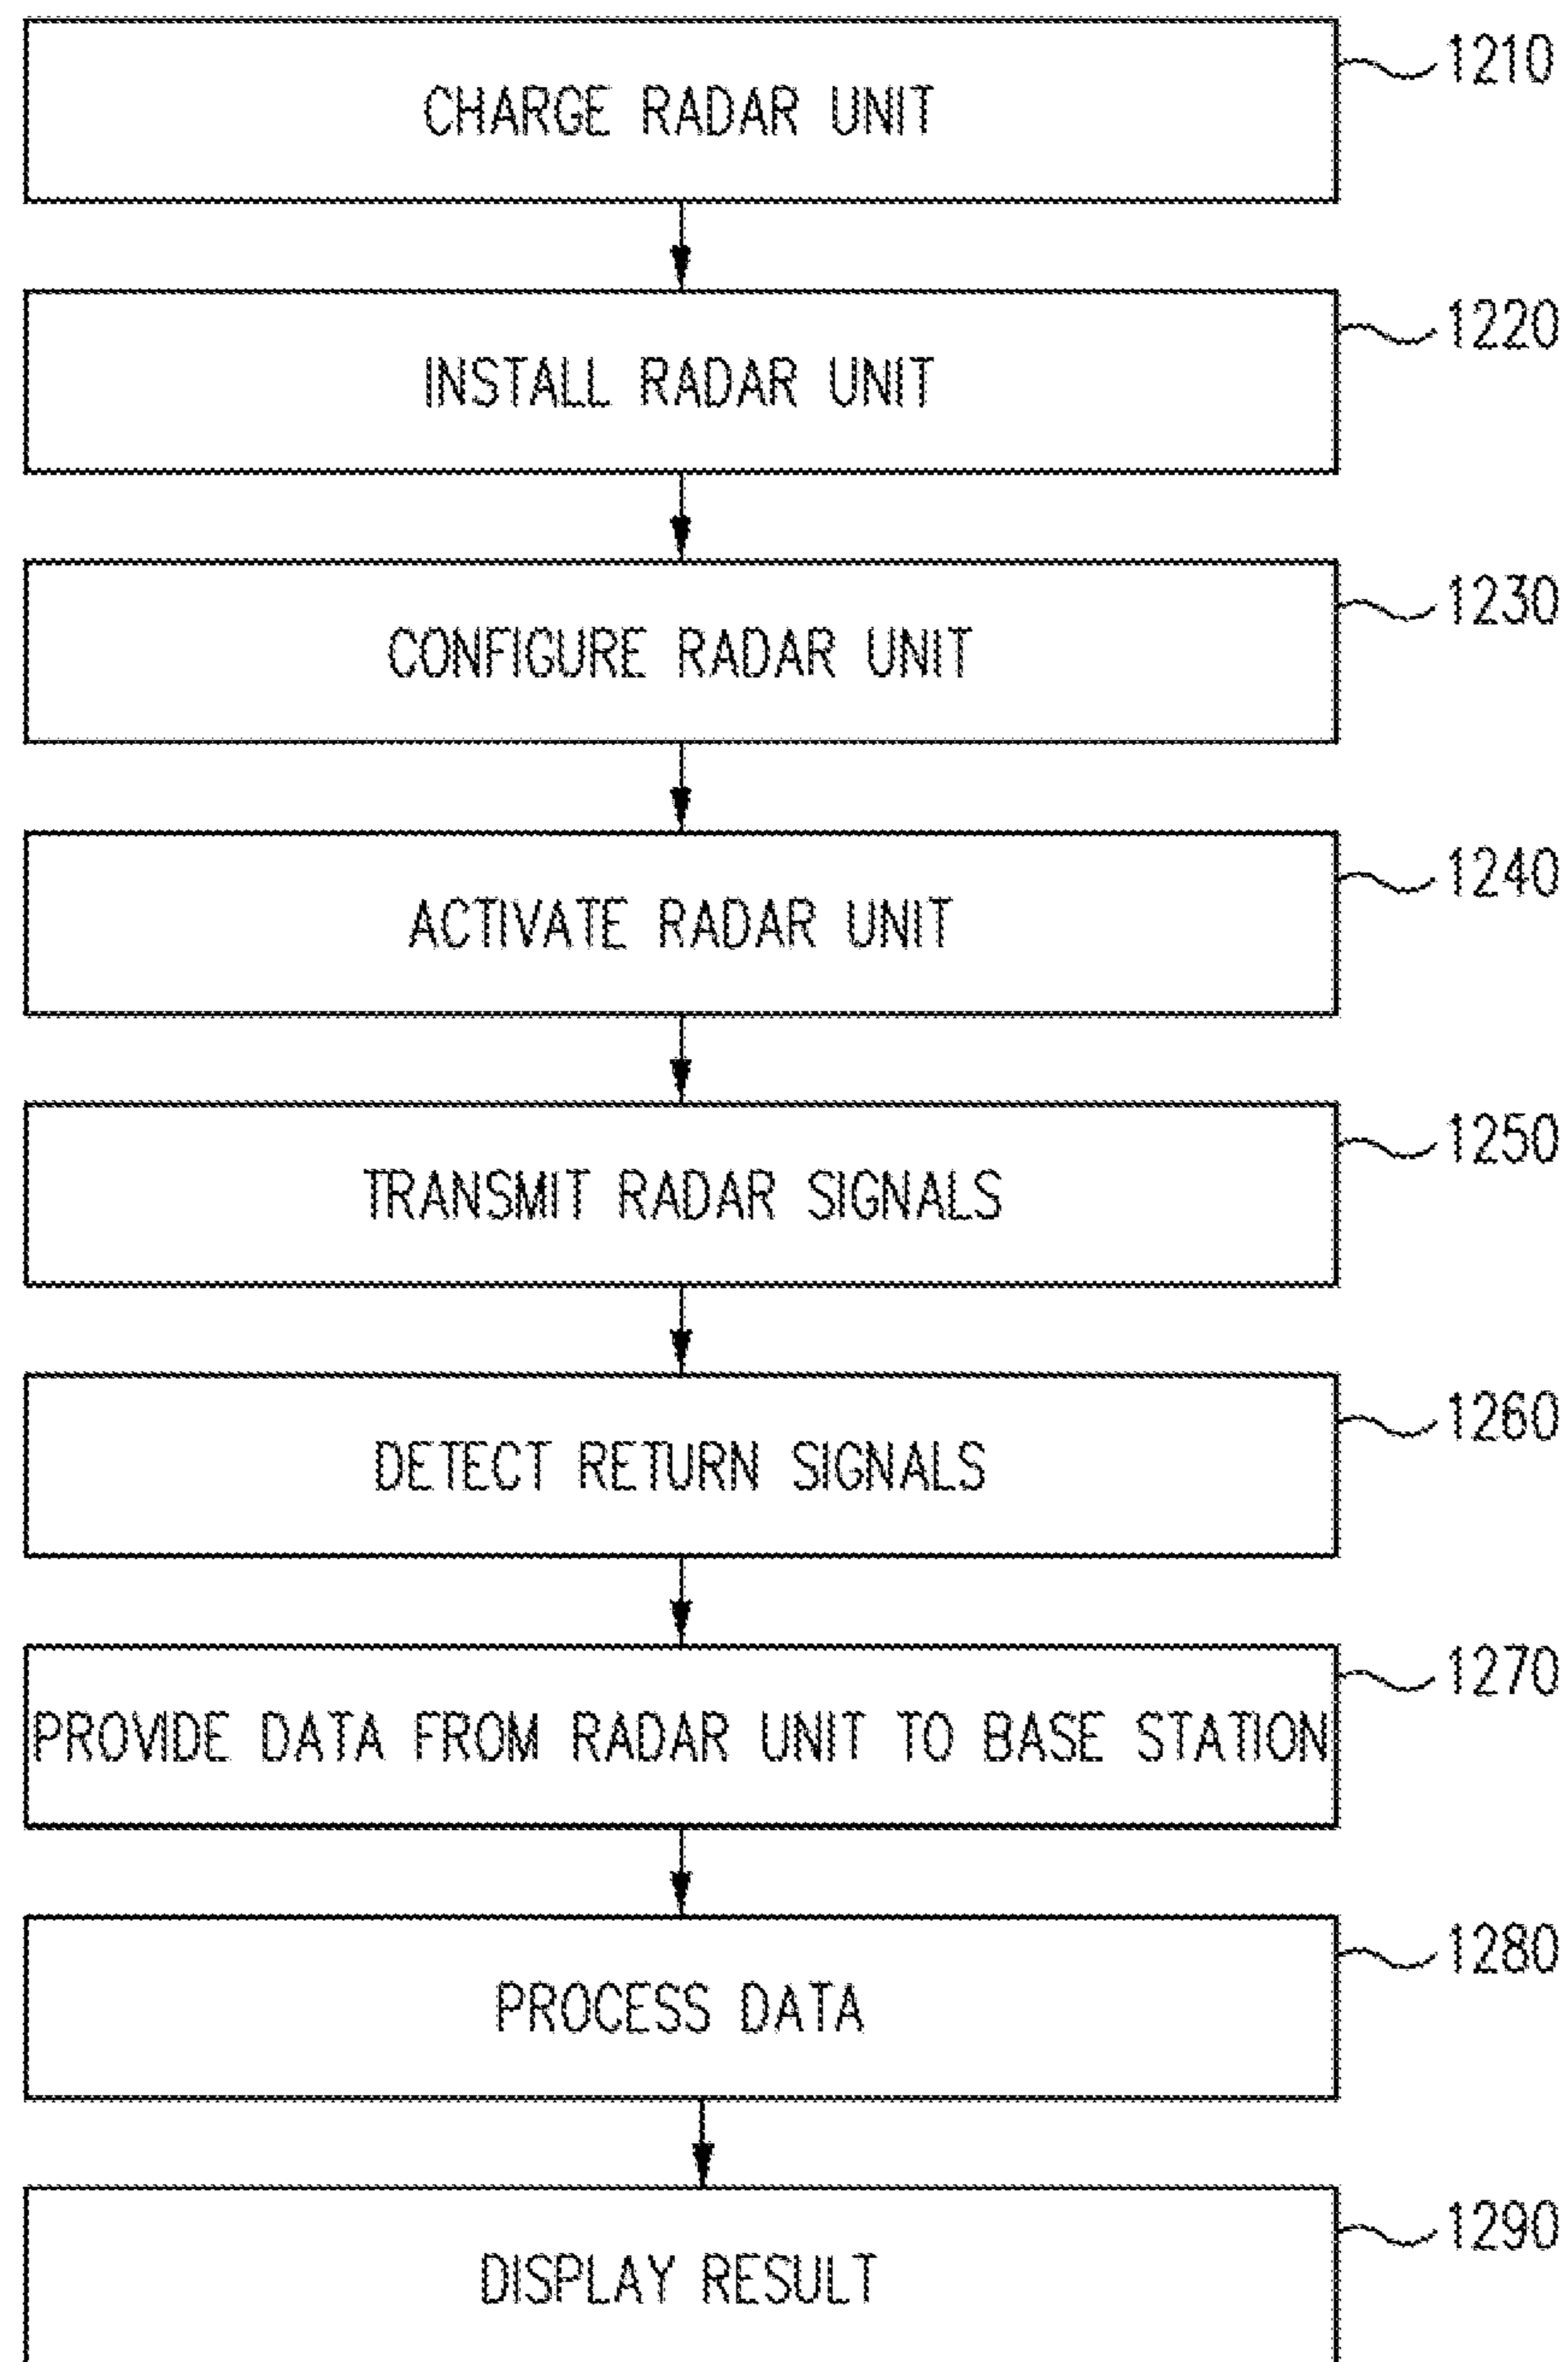 CHARGE RADAR UNIT 1210
INSTALL RADAR UNIT 1220
CONFIGURE RADAR UNIT 1230
ACTIVATE RADAR UNIT 1240
TRANSMIT RADAR SIGNALS 1250
DETECT RETURN SIGNALS 1260
PROVIDE DATA FROM RADAR UNIT TO BASE STATION 1270
PROCESS DATA 1280
DISPLAY RESULT 1290